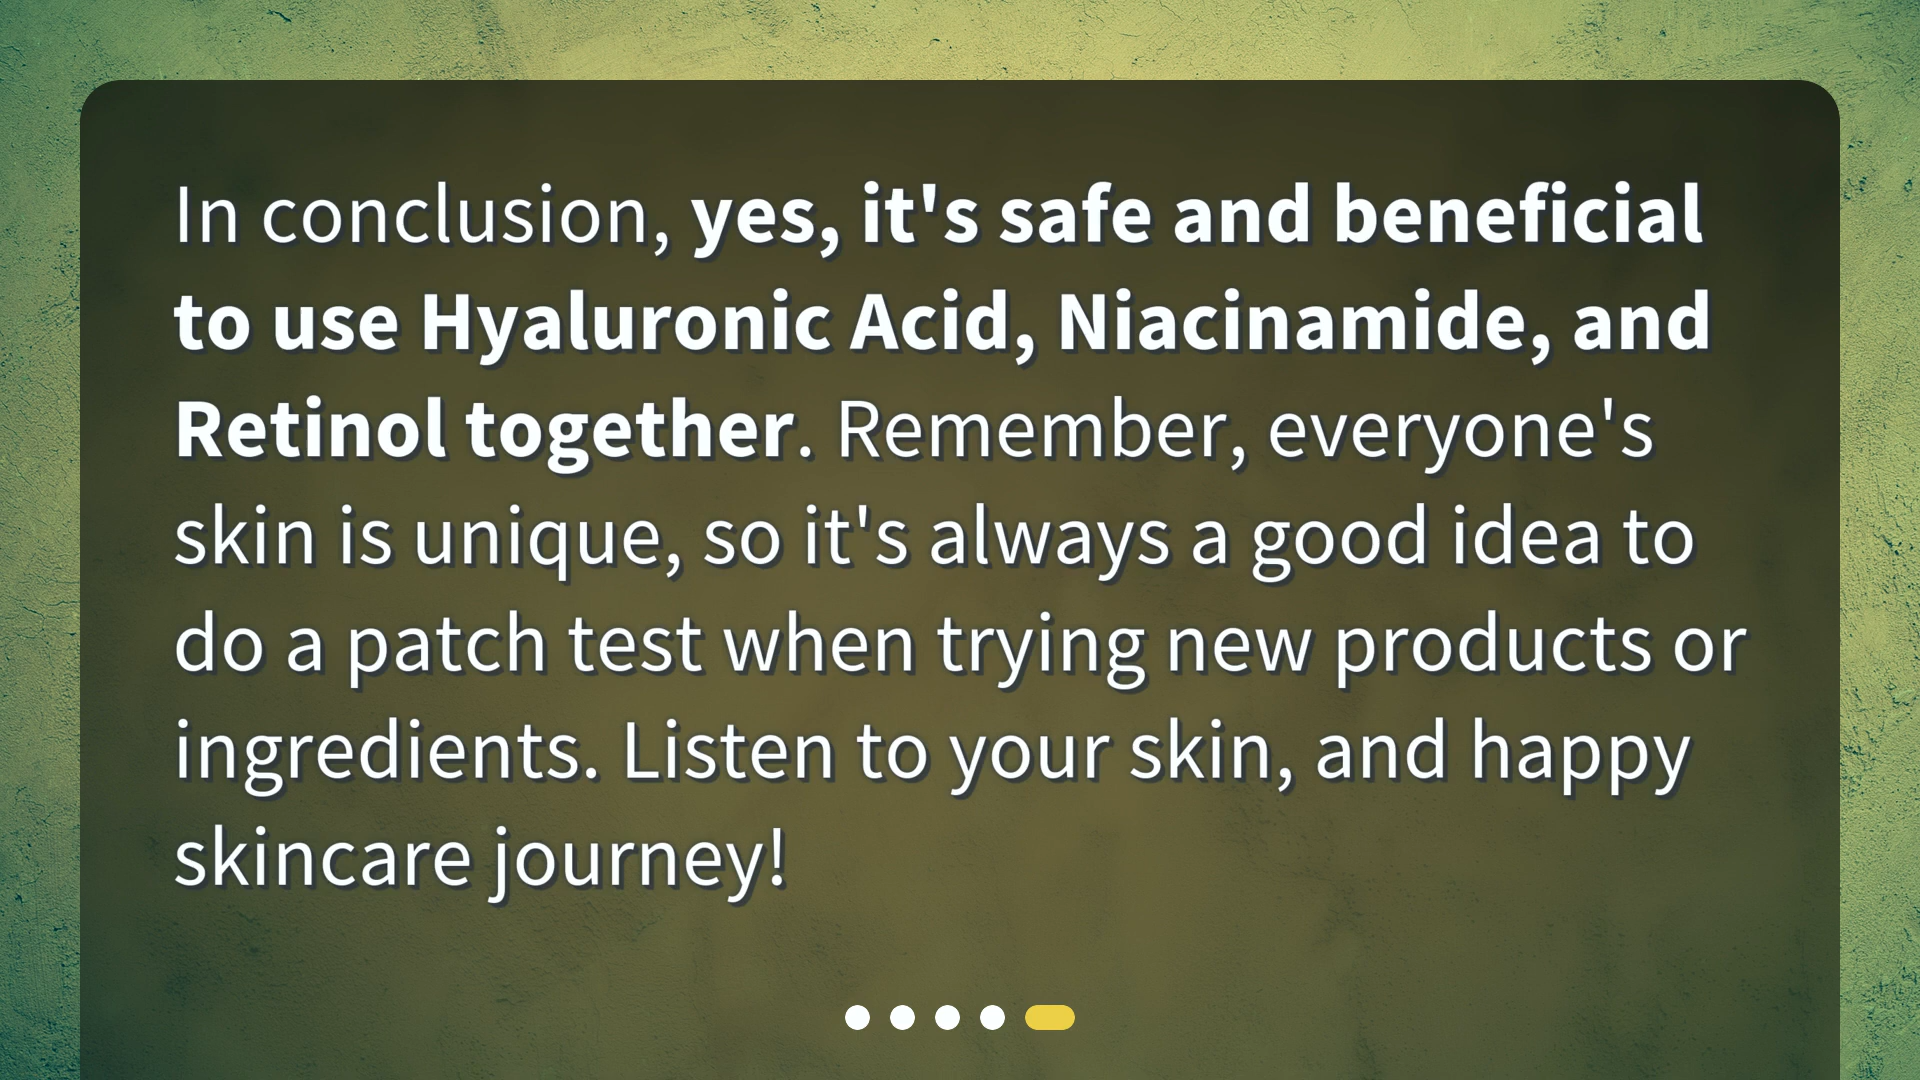 In conclusion, yes, it's safe and beneficial
to use Hyaluronic Acid, Niacinamide, and
Retinol together. Remember, everyone's
skin is unique, so it's always a good idea to
do a patch test when trying new products or
ingredients. Listen to your skin, and happy
skincare journey!